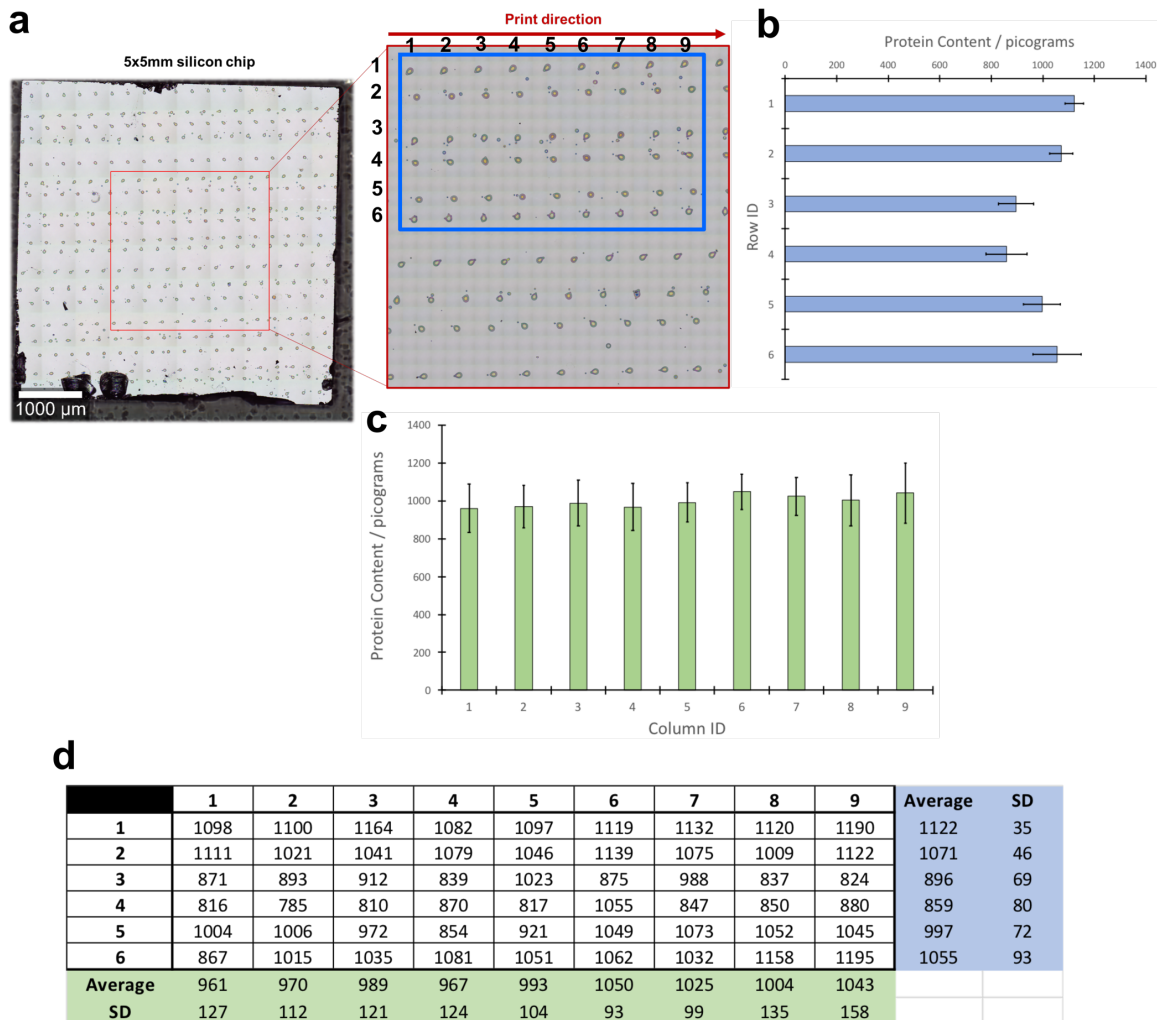 a
5x5mm silicon chip
1000 µm
Print direction
1 2 3 4 5 6 7 8 9
1
2
3
4
5
6
b
Protein Content / picograms
0 200 400 600 800 1000 1200 1400
Row ID
1
2
3
4
5
6
c
Protein Content / picograms
1400
1200
1000
800
600
400
200
0
1 2 3 4 5 6 7 8 9
Column ID
d
1 2 3 4 5 6 7 8 9 Average SD
1 1098 1100 1164 1082 1097 1119 1132 1120 1190 1122 35
2 1111 1021 1041 1079 1046 1139 1075 1009 1122 1071 46
3 871 893 912 839 1023 875 988 837 824 896 69
4 816 785 810 870 817 1055 847 850 880 859 80
5 1004 1006 972 854 921 1049 1073 1052 1045 997 72
6 867 1015 1035 1081 1051 1062 1032 1158 1195 1055 93
Average 961 970 989 967 993 1050 1025 1004 1043
SD 127 112 121 124 104 93 99 135 158